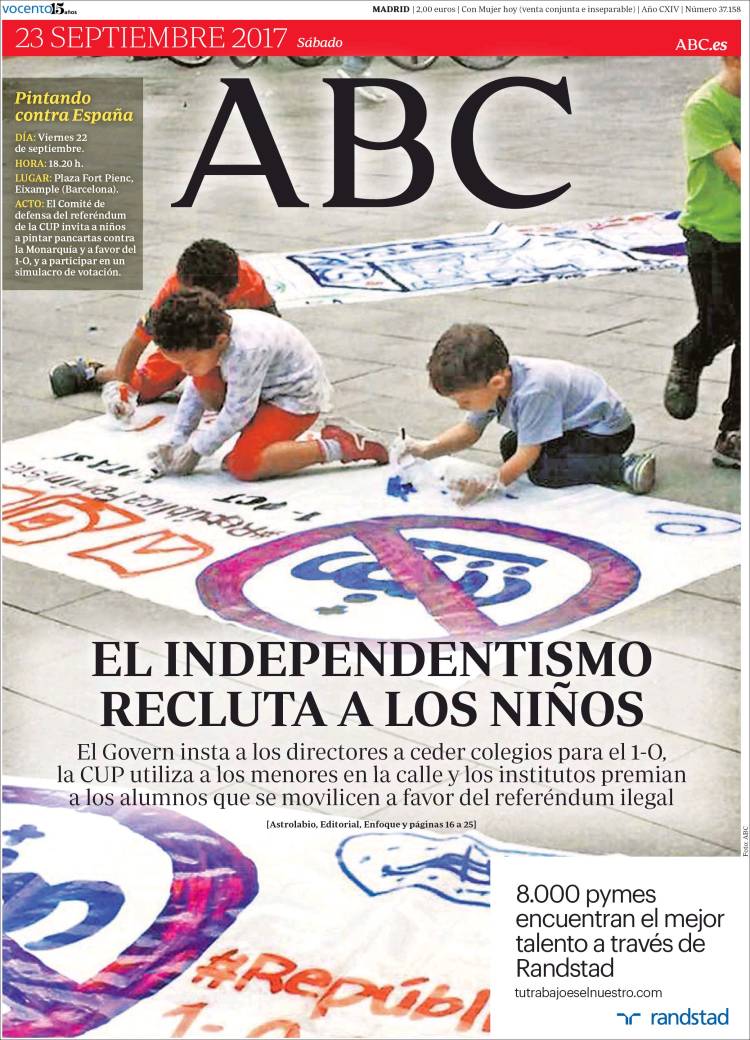 vocento 15 años
MADRID | 2,00 euros | Con Mujer hoy (venta conjunta e inseparable) | Año CXIV | Número 37.158
23 SEPTIEMBRE 2017 Sábado
ABC.es
ABC
Pintando
contra España
DÍA: Viernes 22
de septiembre.
HORA: 18.20 h.
LUGAR: Plaza Fort Pienc,
Eixample (Barcelona).
ACTO: El Comité de
defensa del referéndum
de la CUP invita a niños
a pintar pancartas contra
la Monarquía y a favor del
1-O, y a participar en un
simulacro de votación.
1-OCT
EL INDEPENDENTISMO
RECLUTA A LOS NIÑOS
El Govern insta a los directores a ceder colegios para el 1-O,
la CUP utiliza a los menores en la calle y los institutos premian
a los alumnos que se movilicen a favor del referéndum ilegal
[Astrolabio, Editorial, Enfoque y páginas 16 a 25]
Foto: ABC
#Repúbli
1-O
8.000 pymes
encuentran el mejor
talento a través de
Randstad
tutrabajoeselnuestro.com
randstad